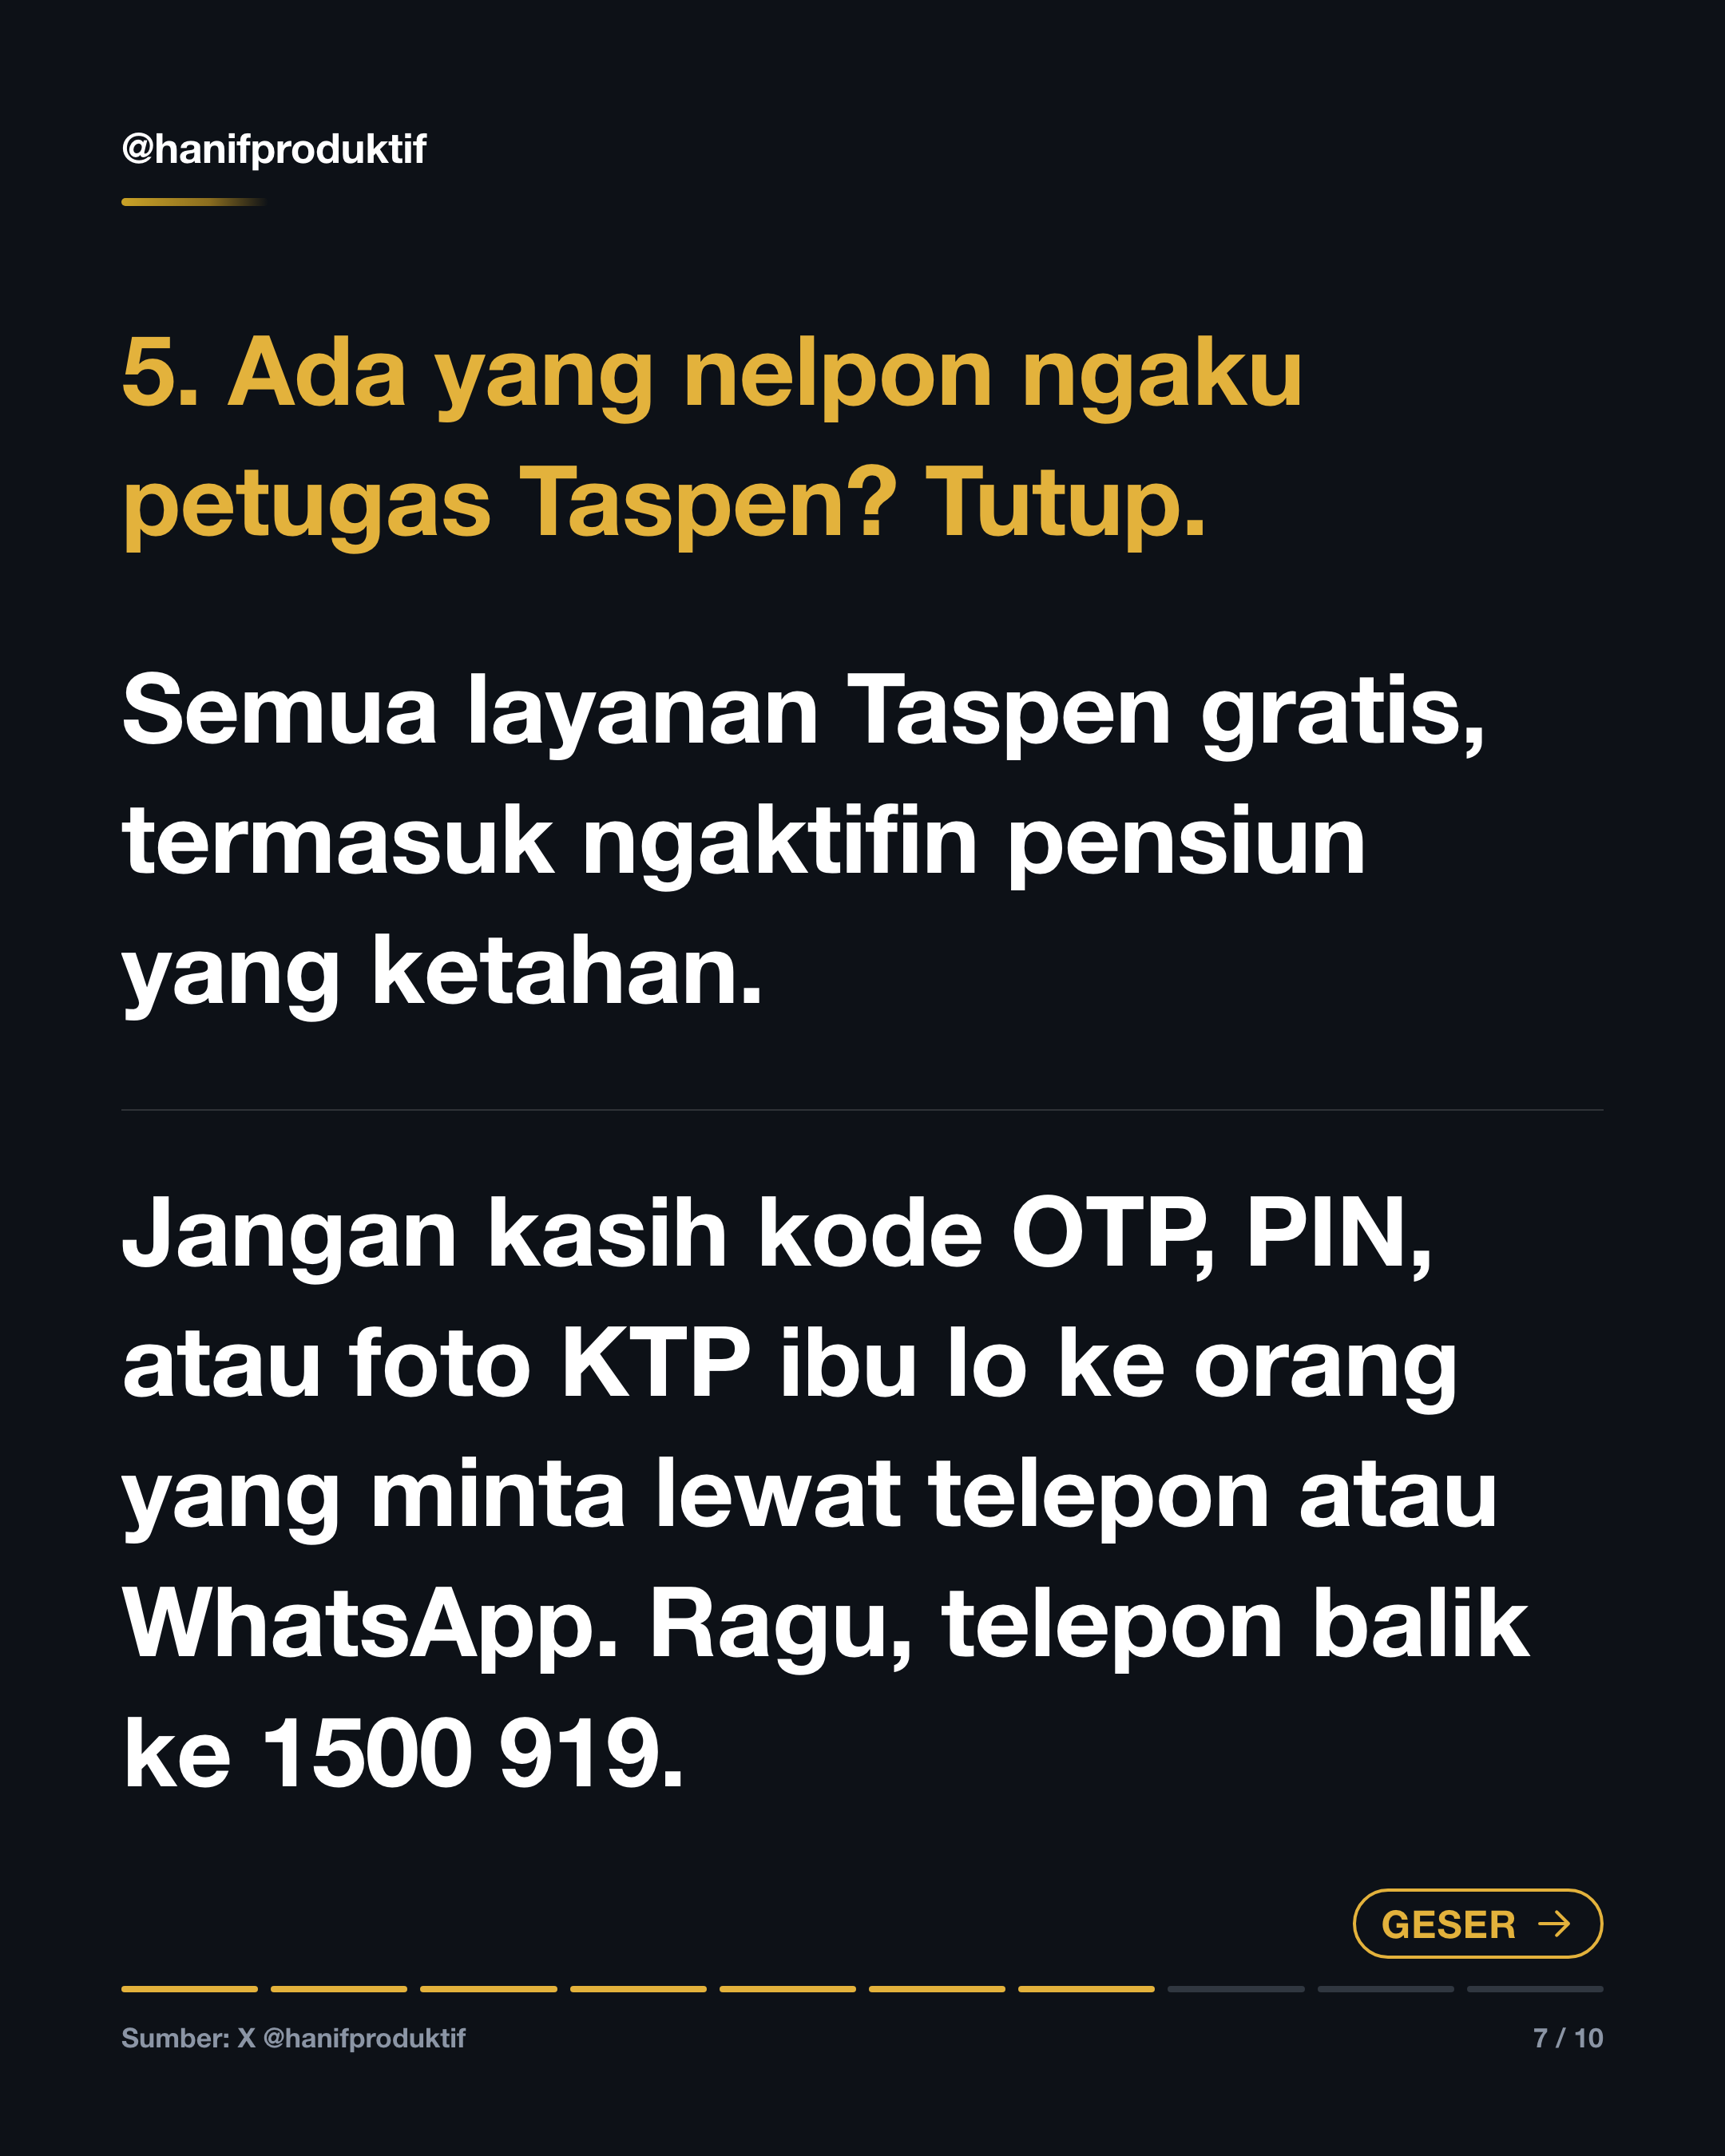 @hanifproduktif
5. Ada yang nelpon ngaku
petugas Taspen? Tutup.
Semua layanan Taspen gratis,
termasuk ngaktifin pensiun
yang ketahan.
Jangan kasih kode OTP, PIN,
atau foto KTP ibu lo ke orang
yang minta lewat telepon atau
WhatsApp. Ragu, telepon balik
ke 1500 919.
GESER →
Sumber: X @hanifproduktif
7 / 10